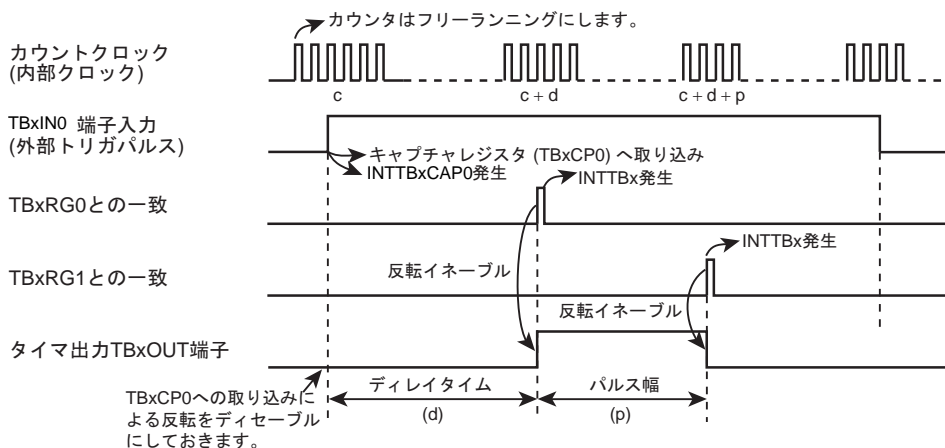 カウンタはフリーランニングにします。
カウントクロック
(内部クロック)
c
c + d
c + d + p
TBxIN0 端子入力
(外部トリガパルス)
キャプチャレジスタ (TBxCP0) へ取り込み
INTTBxCAP0発生
INTTBx発生
TBxRG0との一致
INTTBx発生
反転イネーブル
TBxRG1との一致
反転イネーブル
タイマ出力TBxOUT端子
TBxCP0への取り込みに
よる反転をディセーブル
にしておきます。
ディレイタイム
(d)
パルス幅
(p)